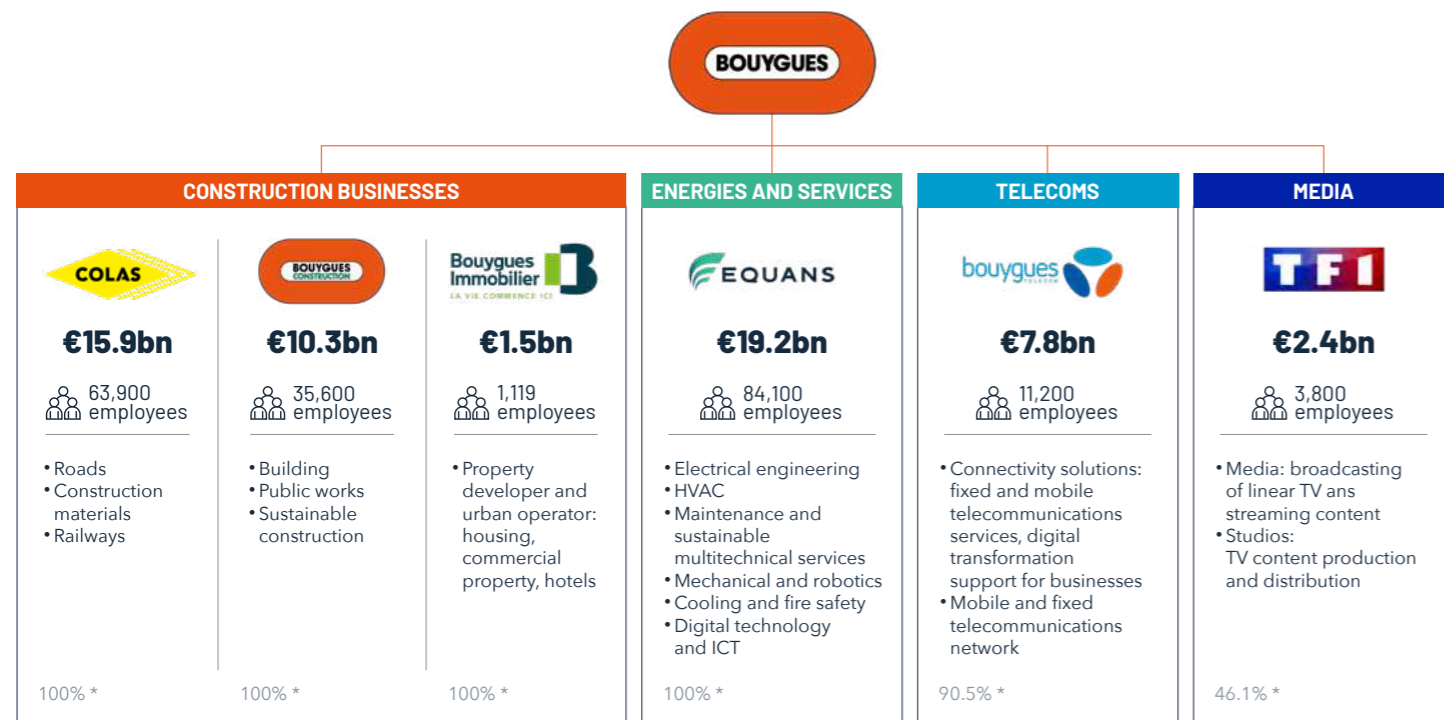 BOUYGUES
CONSTRUCTION BUSINESSES
COLAS
€15.9bn
63,900
employees
• Roads
• Construction
materials
• Railways
100% *
BOUYGUES
CONSTRUCTION
€10.3bn
35,600
employees
• Building
• Public works
• Sustainable
construction
100% *
Bouygues
Immobilier
LA VIE COMMENCE ICI
€1.5bn
1,119
employees
• Property
developer and
urban operator:
housing,
commercial
property, hotels
100% *
ENERGIES AND SERVICES
EQUANS
€19.2bn
84,100
employees
• Electrical engineering
• HVAC
• Maintenance and
sustainable
multitechnical services
• Mechanical and robotics
• Cooling and fire safety
• Digital technology
and ICT
100% *
TELECOMS
bouygues
TELECOM
€7.8bn
11,200
employees
• Connectivity solutions:
fixed and mobile
telecommunications
services, digital
transformation
support for businesses
• Mobile and fixed
telecommunications
network
90.5% *
MEDIA
TF1
€2.4bn
3,800
employees
• Media: broadcasting
of linear TV ans
streaming content
• Studios:
TV content production
and distribution
46.1% *